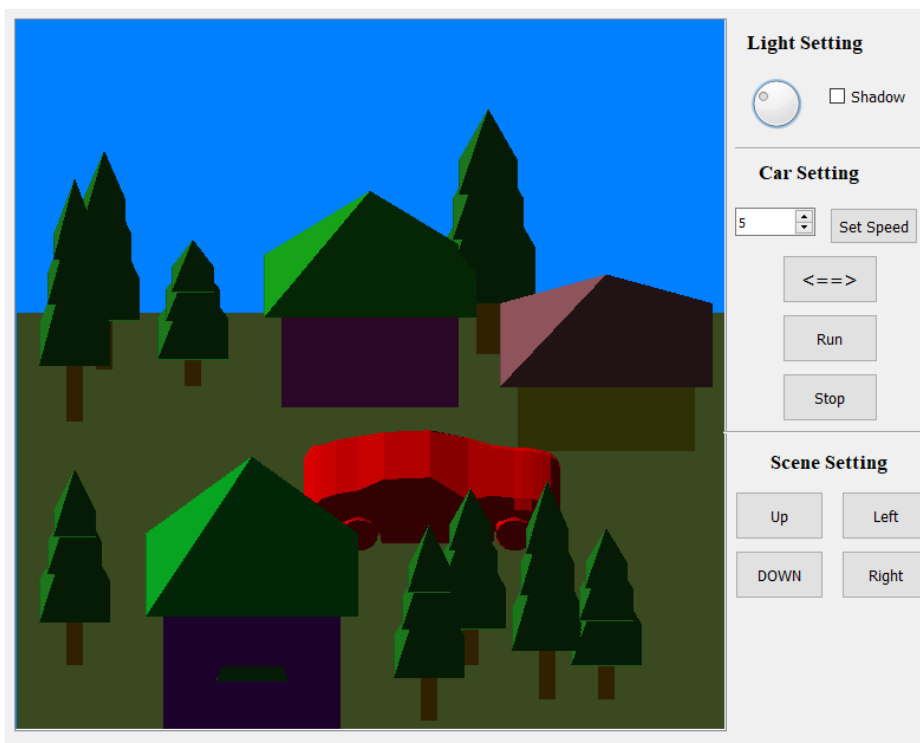 Light Setting
Shadow
Car Setting
5
Set Speed
<==>
Run
Stop
Scene Setting
Up
Left
DOWN
Right